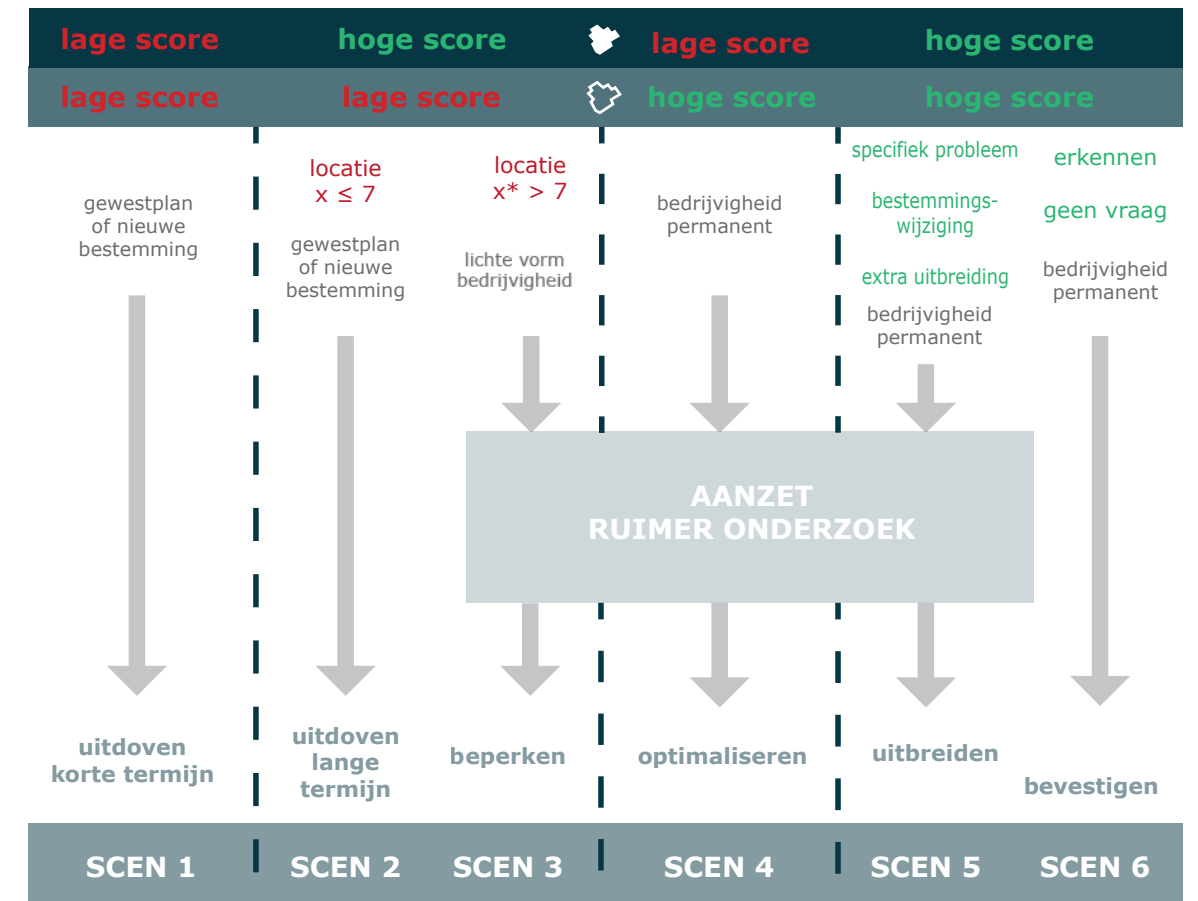 lage score
hoge score
lage score
hoge score
lage score
lage score
hoge score
hoge score
gewestplan
of nieuwe
bestemming
locatie
x ≤ 7
gewestplan
of nieuwe
bestemming
locatie
x* > 7
lichte vorm
bedrijvigheid
bedrijvigheid
permanent
specifiek probleem
bestemmings-
wijziging
extra uitbreiding
bedrijvigheid
permanent
erkennen
geen vraag
bedrijvigheid
permanent
AANZET
RUIMER ONDERZOEK
uitdoven
korte termijn
uitdoven
lange
termijn
beperken
optimaliseren
uitbreiden
bevestigen
SCEN 1
SCEN 2
SCEN 3
SCEN 4
SCEN 5
SCEN 6